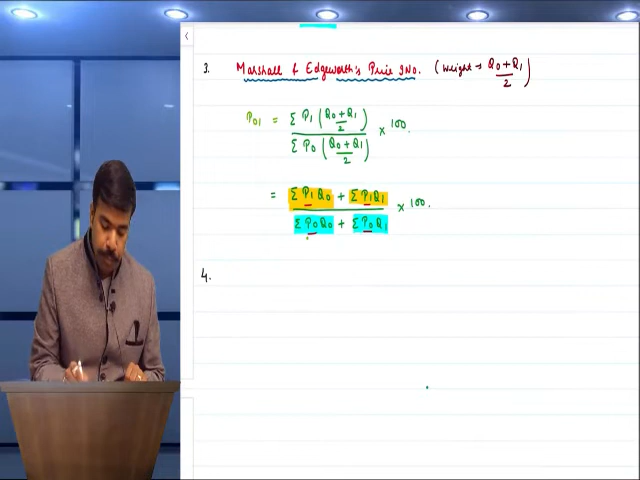 3. Marshall & Edgeworth's Price I No. (Weight → Q0+Q1/2)
P01 = Σ P1 (Q0+Q1/2) / Σ P0 (Q0+Q1/2) × 100.
= Σ P1Q0 + Σ P1Q1 / Σ P0Q0 + Σ P0Q1 × 100.
4.